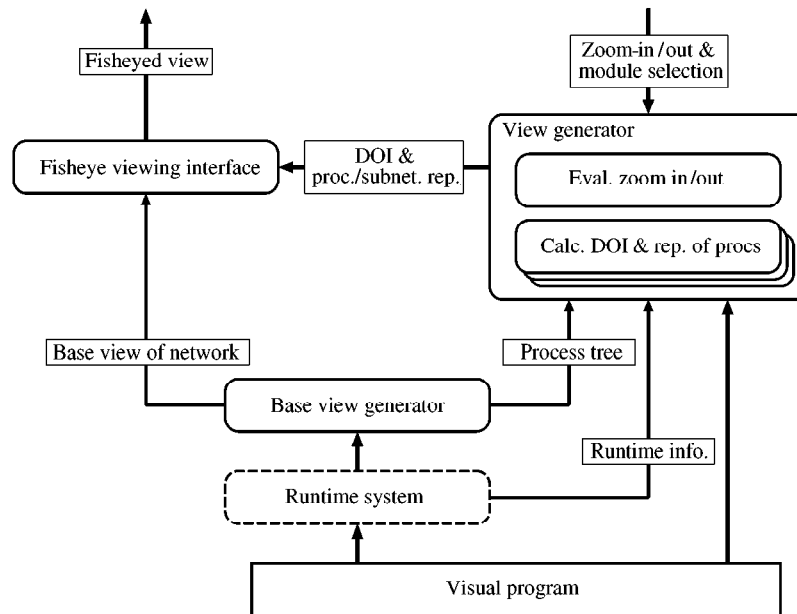 Fisheyed view
Zoom-in/out &
module selection
View generator
Fisheye viewing interface
DOI &
proc./subnet. rep.
Eval. zoom in/out
Calc. DOI & rep. of procs
Base view of network
Process tree
Base view generator
Runtime info.
Runtime system
Visual program